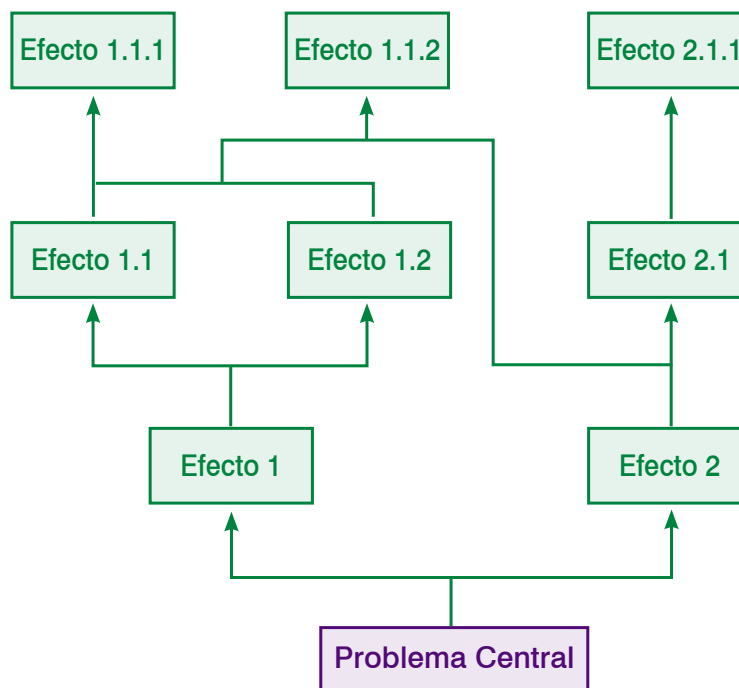 Efecto 1.1.1
Efecto 1.1.2
Efecto 2.1.1
Efecto 1.1
Efecto 1.2
Efecto 2.1
Efecto 1
Efecto 2
Problema Central